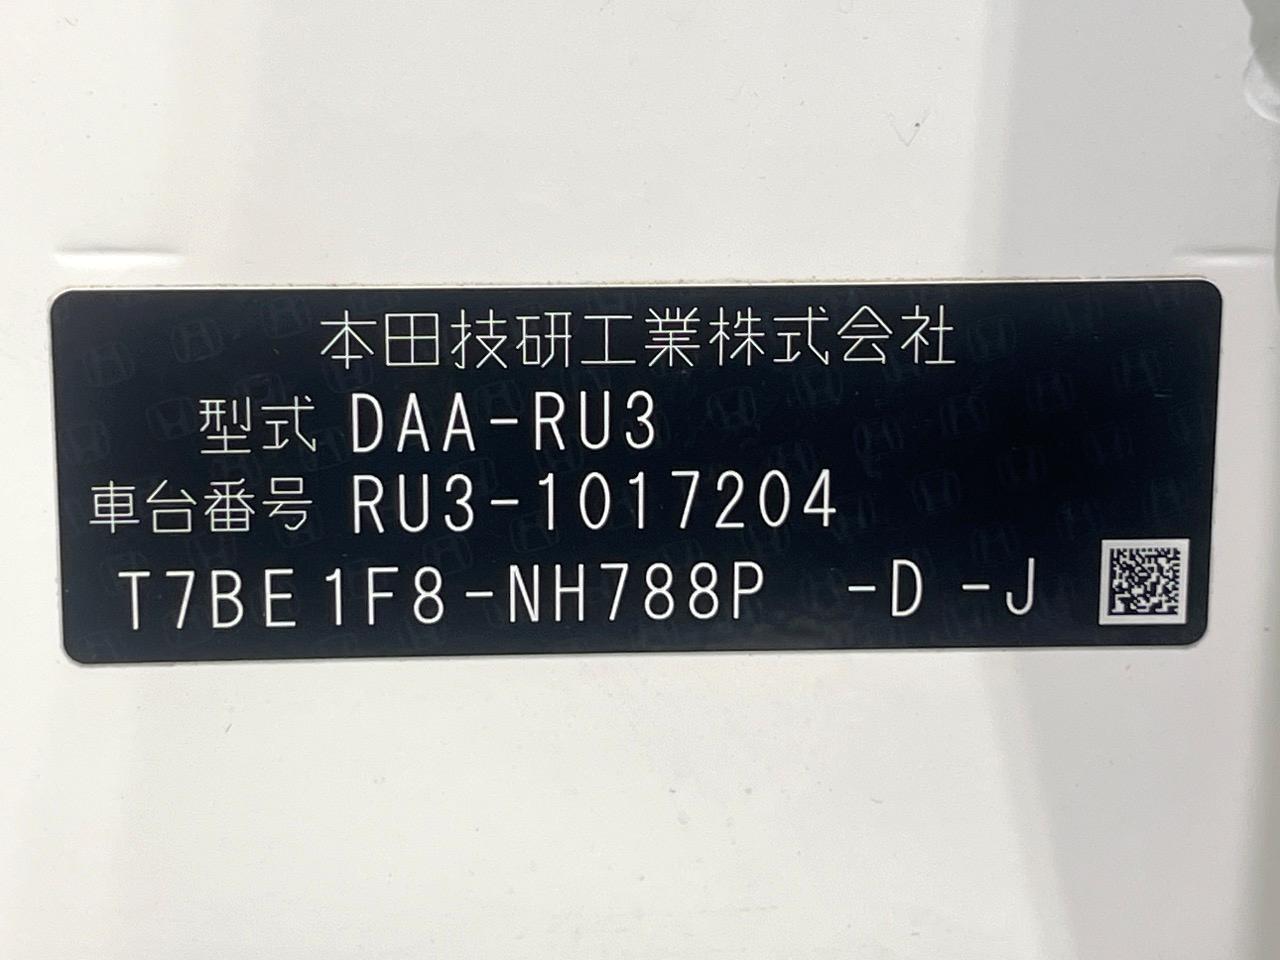 本田技研工業株式会社
型式 DAA-RU3
車台番号 RU3-1017204
T7BE1F8-NH788P -D -J